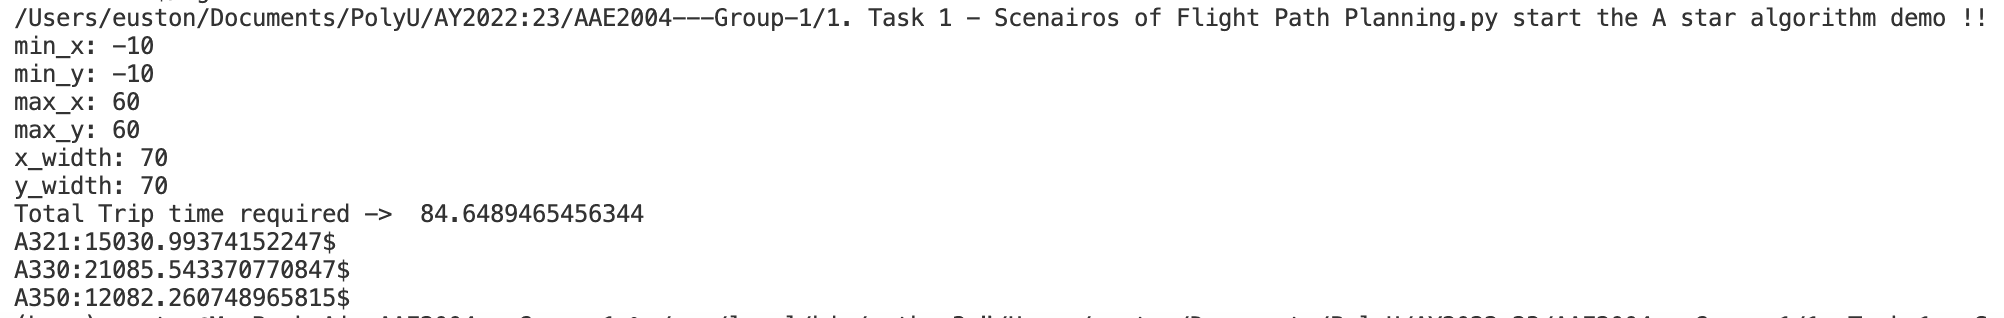 /Users/euston/Documents/PolyU/AY2022:23/AAE2004---Group-1/1. Task 1 - Scenairos of Flight Path Planning.py start the A star algorithm demo !!
min_x: -10
min_y: -10
max_x: 60
max_y: 60
x_width: 70
y_width: 70
Total Trip time required ->  84.6489465456344
A321:15030.99374152247$
A330:21085.543370770847$
A350:12082.260748965815$